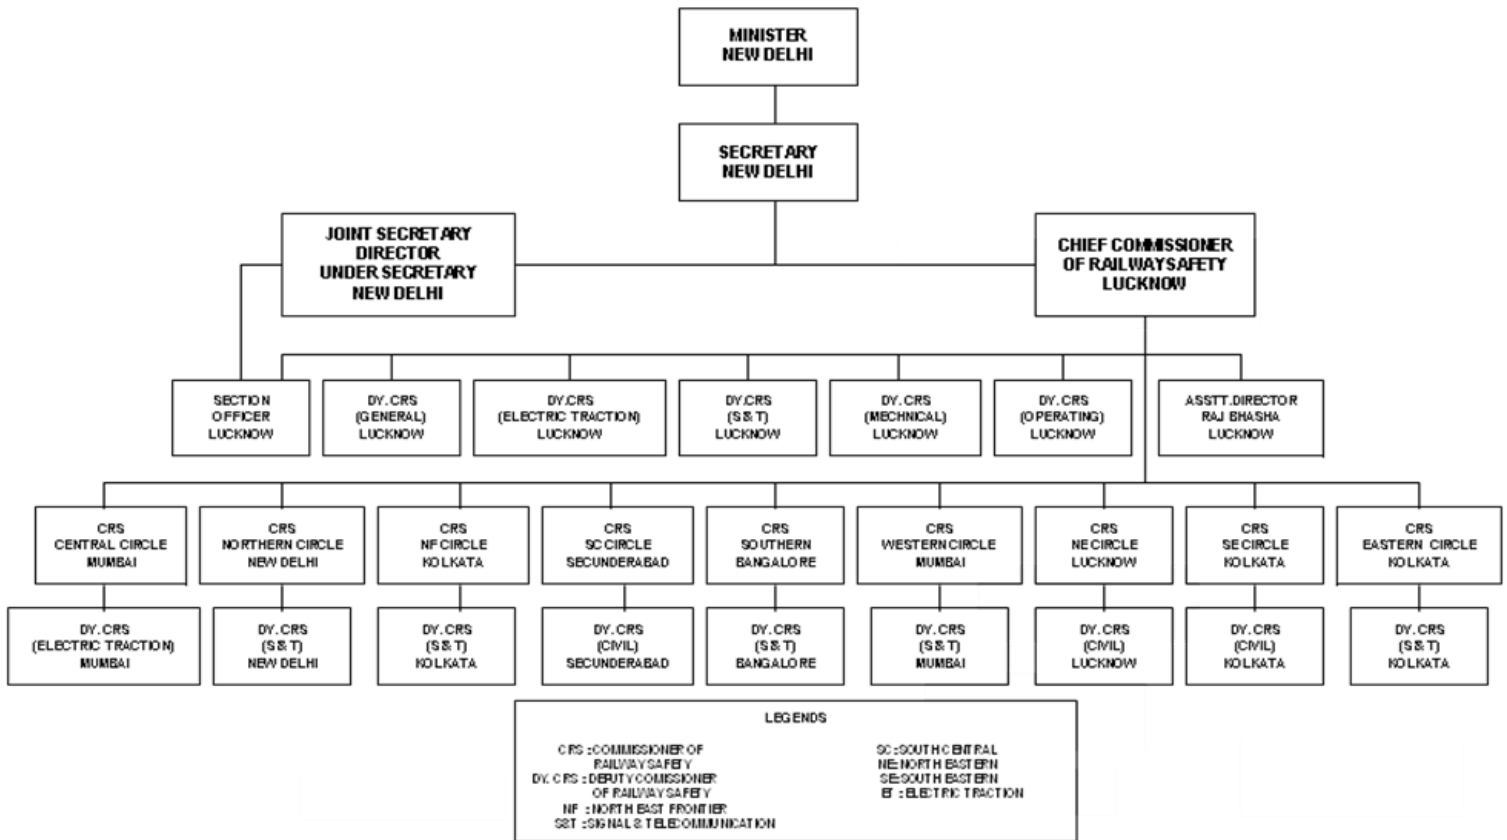 MINISTER
NEW DELHI
SECRETARY
NEW DELHI
JOINT SECRETARY
DIRECTOR
UNDER SECRETARY
NEW DELHI
CHIEF COMMISSIONER
OF RAILWAY SAFETY
LUCKNOW
SECTION
OFFICER
LUCKNOW
DY. CRS
(GENERAL)
LUCKNOW
DY.CRS
(ELECTRIC TRACTION)
LUCKNOW
DY. CRS
(S & T)
LUCKNOW
DY. CRS
(MECHNICAL)
LUCKNOW
DY. CRS
(OPERATING)
LUCKNOW
ASSTT.DIRECTOR
RAJ BHASHA
LUCKNOW
CRS
CENTRAL CIRCLE
MUMBAI
CRS
NORTHERN CIRCLE
NEW DELHI
CRS
NF CIRCLE
KOLKATA
CRS
SC CIRCLE
SECUNDERABAD
CRS
SOUTHERN
BANGALORE
CRS
WESTERN CIRCLE
MUMBAI
CRS
NE CIRCLE
LUCKNOW
CRS
SE CIRCLE
KOLKATA
CRS
EASTERN CIRCLE
KOLKATA
DY. CRS
(ELECTRIC TRACTION)
MUMBAI
DY. CRS
(S & T)
NEW DELHI
DY. CRS
(S & T)
KOLKATA
DY. CRS
(CIVIL)
SECUNDERABAD
DY. CRS
(S & T)
BANGALORE
DY. CRS
(S & T)
MUMBAI
DY. CRS
(CIVIL)
LUCKNOW
DY. CRS
(CIVIL)
KOLKATA
DY. CRS
(S & T)
KOLKATA
LEGENDS
CRS : COMMISSIONER OF
RAILWAY SAFETY
DY. CRS : DEPUTY COMISSIONER
OF RAILWAY SAFETY
NF : NORTH EAST FRONTIER
S&T : SIGNAL & TELECOMMUNICATION
SC : SOUTH CENTRAL
NE : NORTH EASTERN
SE : SOUTH EASTERN
ET : ELECTRIC TRACTION